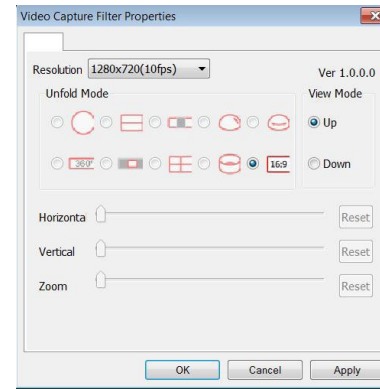 Video Capture Filter Properties
Resolution 1280x720(10fps) Ver 1.0.0.0
Unfold Mode View Mode
Up
360° 16:9 Down
Horizonta Reset
Vertical Reset
Zoom Reset
OK Cancel Apply